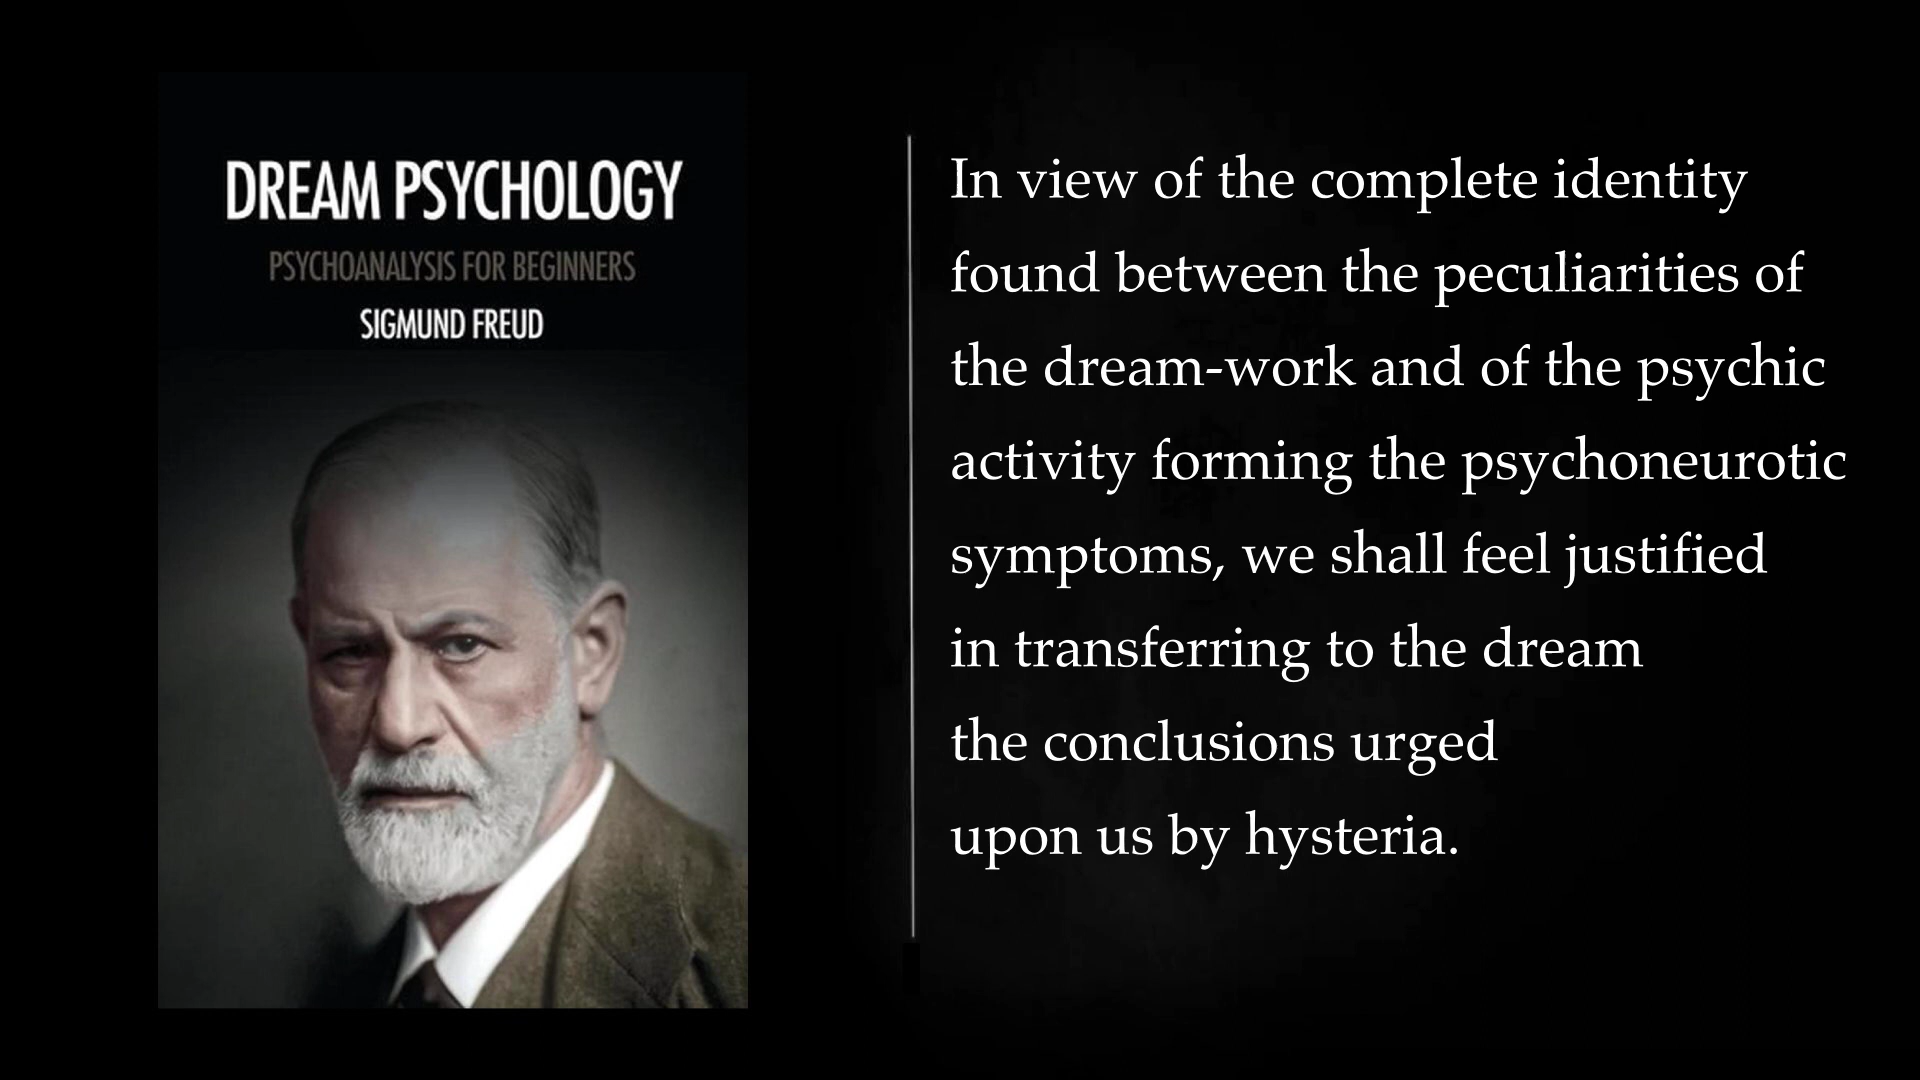 DREAM PSYCHOLOGY
PSYCHOANALYSIS FOR BEGINNERS
SIGMUND FREUD
In view of the complete identity
found between the peculiarities of
the dream-work and of the psychic
activity forming the psychoneurotic
symptoms, we shall feel justified
in transferring to the dream
the conclusions urged
upon us by hysteria.